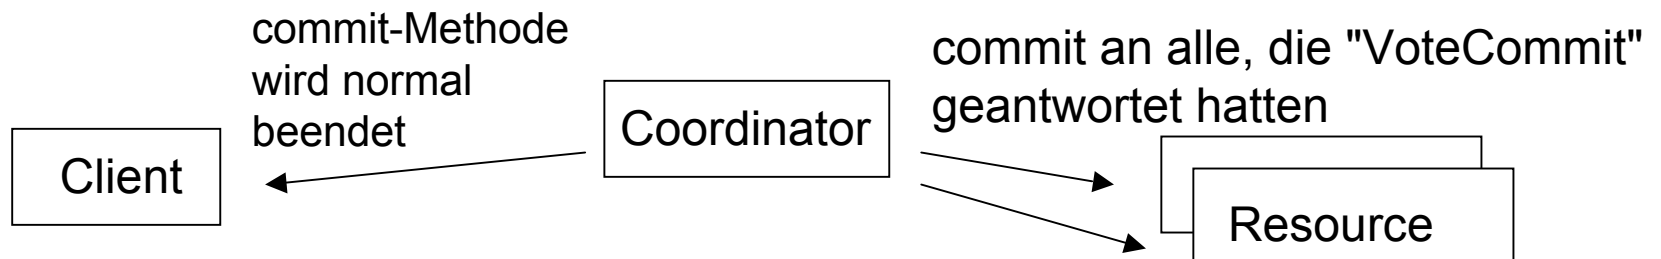 commit-Methode
wird normal
beendet
Client
Coordinator
commit an alle, die "VoteCommit"
geantwortet hatten
Resource